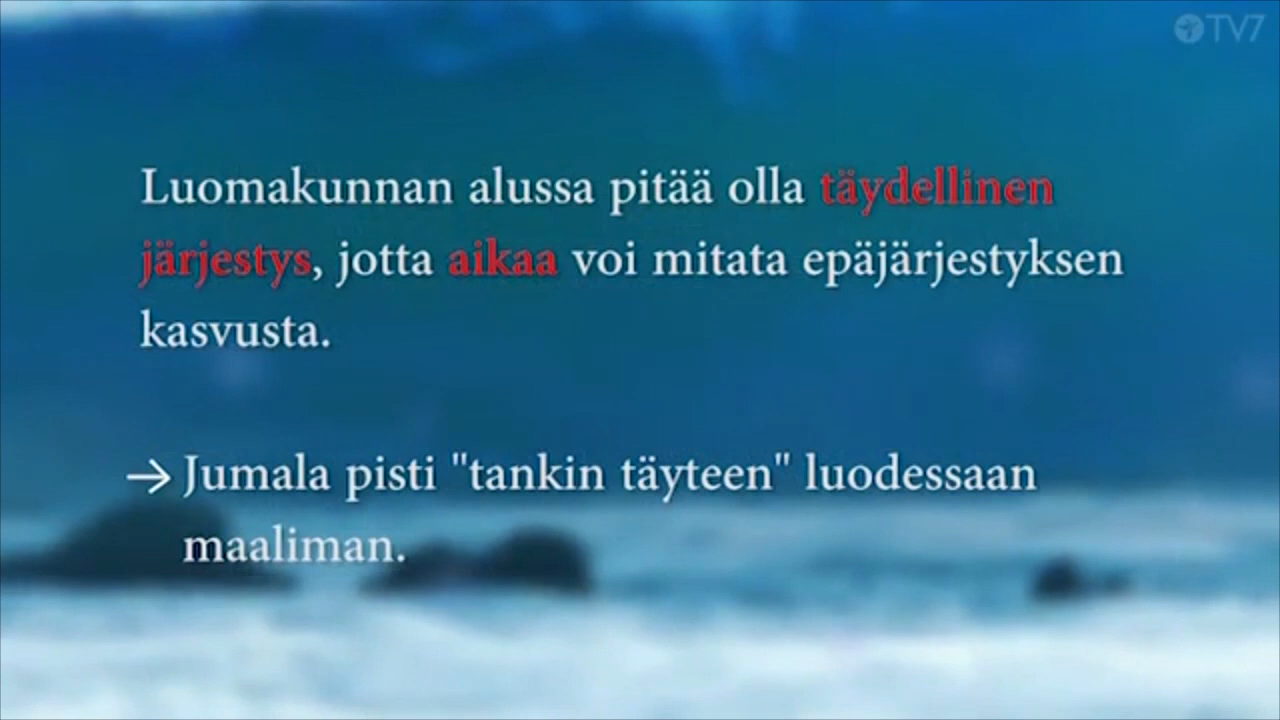 TV7
Luomakunnan alussa pitää olla täydellinen
järjestys, jotta aikaa voi mitata epäjärjestyksen
kasvusta.
→ Jumala pisti "tankin täyteen" luodessaan
maaliman.